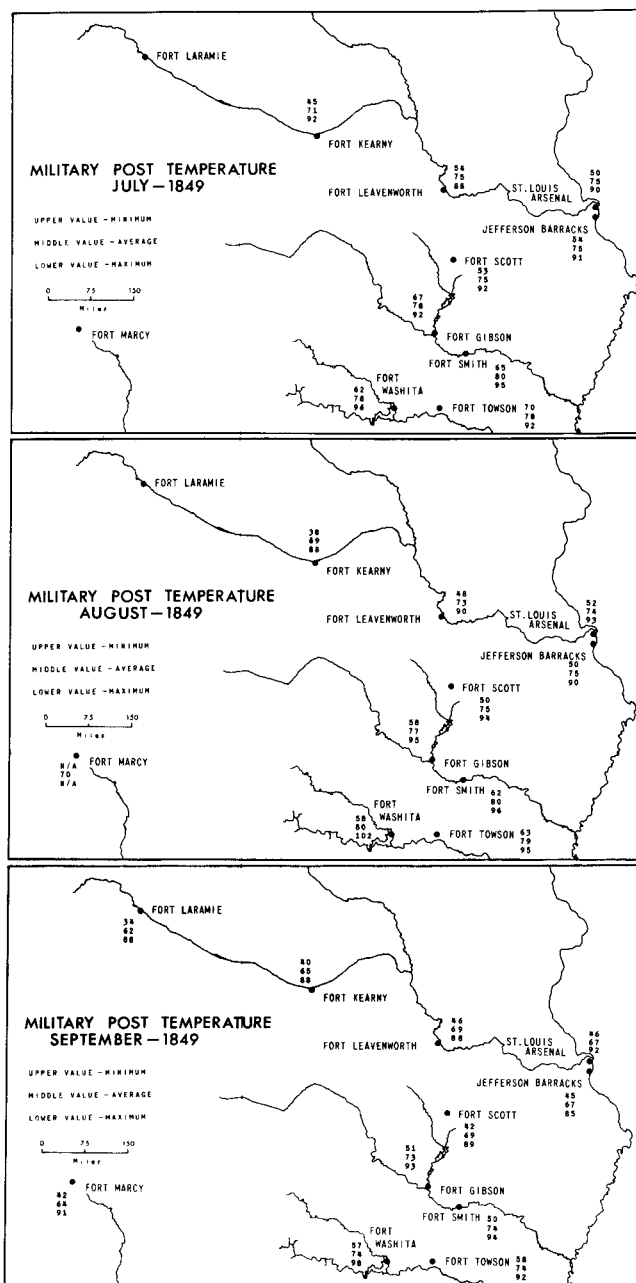 FORT LARAMIE
45
71
92
FORT KEARNY
MILITARY POST TEMPERATURE
JULY—1849
54
75
88
FORT LEAVENWORTH
50
75
90
ST. LOUIS
ARSENAL
UPPER VALUE – MINIMUM
MIDDLE VALUE – AVERAGE
LOWER VALUE – MAXIMUM
JEFFERSON BARRACKS
54
75
91
FORT SCOTT
53
75
92
0 75 150
Miles
67
78
92
FORT MARCY
FORT GIBSON
FORT SMITH
65
80
95
FORT
WASHITA
62
78
96
FORT TOWSON
70
78
92
FORT LARAMIE
38
69
88
FORT KEARNY
MILITARY POST TEMPERATURE
AUGUST—1849
48
73
90
FORT LEAVENWORTH
52
74
93
ST. LOUIS
ARSENAL
UPPER VALUE – MINIMUM
MIDDLE VALUE – AVERAGE
LOWER VALUE – MAXIMUM
JEFFERSON BARRACKS
50
75
90
FORT SCOTT
50
75
94
0 75 150
Miles
58
77
95
FORT MARCY
N/A
70
N/A
FORT GIBSON
FORT SMITH
62
80
96
FORT
WASHITA
58
80
102
FORT TOWSON
63
79
95
FORT LARAMIE
34
62
88
40
65
88
FORT KEARNY
MILITARY POST TEMPERATURE
SEPTEMBER—1849
46
69
88
FORT LEAVENWORTH
46
67
92
ST. LOUIS
ARSENAL
UPPER VALUE – MINIMUM
MIDDLE VALUE – AVERAGE
LOWER VALUE – MAXIMUM
JEFFERSON BARRACKS
45
67
85
FORT SCOTT
42
69
89
0 75 150
Miles
51
73
93
FORT MARCY
42
64
91
FORT GIBSON
FORT SMITH
50
74
94
FORT
WASHITA
57
74
98
FORT TOWSON
58
74
92